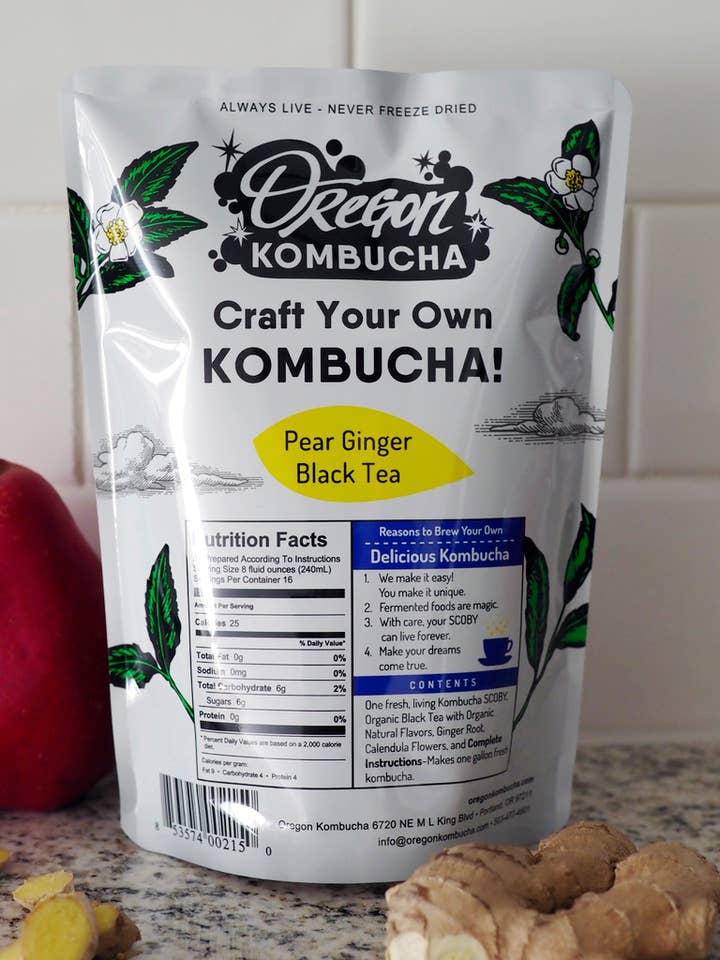 ALWAYS LIVE - NEVER FREEZE DRIED
OREGON
KOMBUCHA
Craft Your Own
KOMBUCHA!
Pear Ginger
Black Tea
utrition Facts
Prepared According To Instructions
Size 8 fluid ounces (240mL)
Per Container 16
Per Serving
Calories 25
% Daily Value*
Total Fat 0g 0%
Sodium 0mg 0%
Total Carbohydrate 6g 2%
Sugars 6g
Protein 0g 0%
*Percent Daily Values are based on a 2,000 calorie
diet.
Calories per gram:
Fat 9 • Carbohydrate 4 • Protein 4
Reasons to Brew Your Own
Delicious Kombucha
1. We make it easy!
You make it unique.
2. Fermented foods are magic.
3. With care, your SCOBY
can live forever.
4. Make your dreams
come true.
CONTENTS
One fresh, living Kombucha SCOBY,
Organic Black Tea with Organic
Natural Flavors, Ginger Root,
Calendula Flowers, and Complete
Instructions-Makes one gallon fresh
kombucha.
8 53574 00215 0
oregonkombucha.com
Oregon Kombucha 6720 NE M L King Blvd • Portland, OR 97211
info@oregonkombucha.com